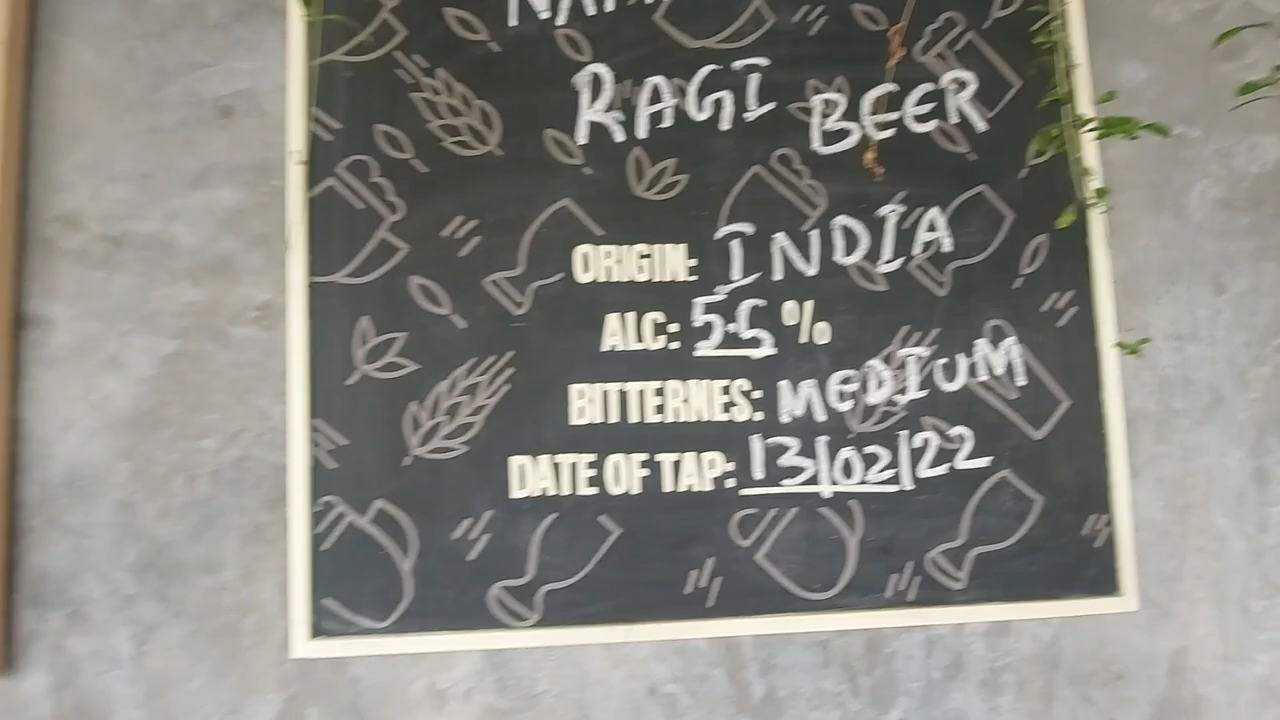 RAGI BEER
ORIGIN: INDIA
ALC: 5.5 %
BITTERNES: MEDIUM
DATE OF TAP: 13/02/22